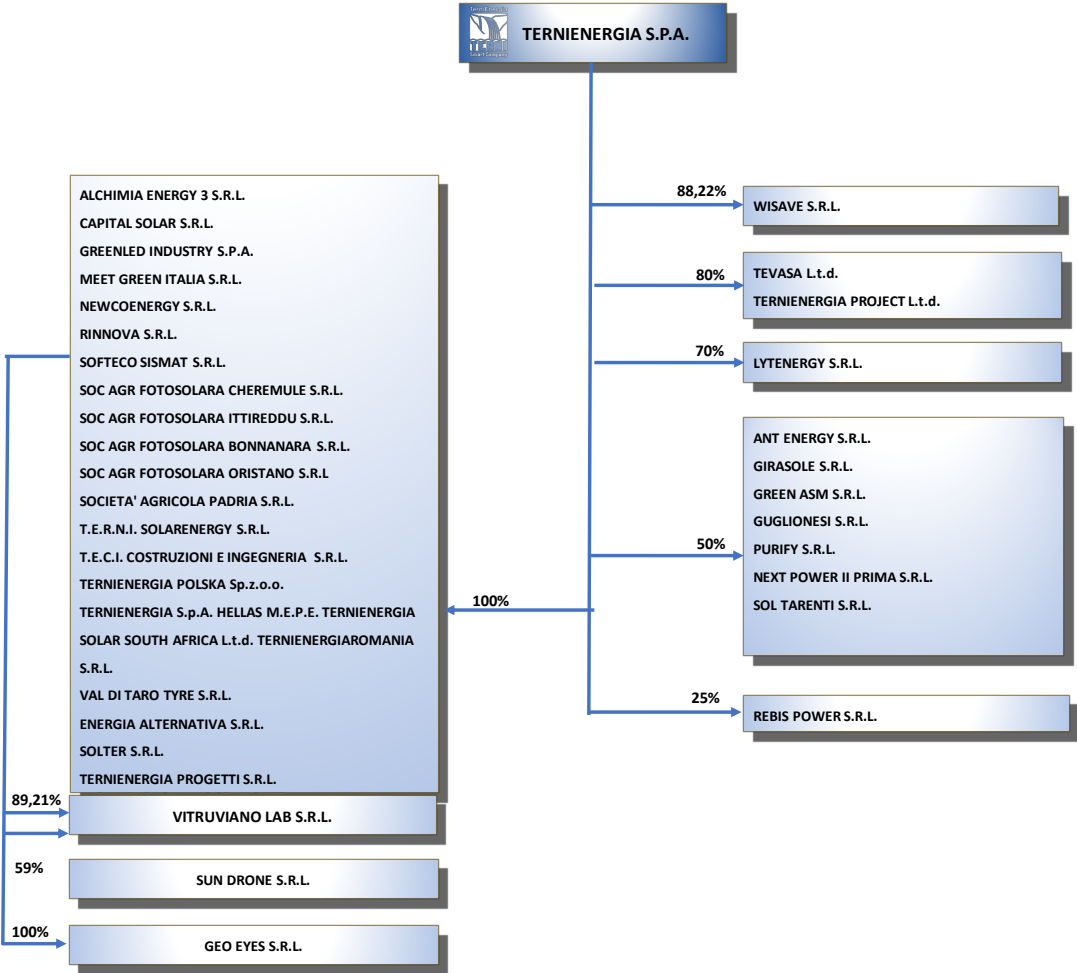 TerniEnergia
TERNI
Smart Company
TERNIENERGIA S.P.A.
ALCHIMIA ENERGY 3 S.R.L.
CAPITAL SOLAR S.R.L.
GREENLED INDUSTRY S.P.A.
MEET GREEN ITALIA S.R.L.
NEWCOENERGY S.R.L.
RINNOVA S.R.L.
SOFTECO SISMAT S.R.L.
SOC AGR FOTOSOLARA CHEREMULE S.R.L.
SOC AGR FOTOSOLARA ITTIREDDU S.R.L.
SOC AGR FOTOSOLARA BONNANARA S.R.L.
SOC AGR FOTOSOLARA ORISTANO S.R.L
SOCIETA' AGRICOLA PADRIA S.R.L.
T.E.R.N.I. SOLARENERGY S.R.L.
T.E.C.I. COSTRUZIONI E INGEGNERIA S.R.L.
TERNIENERGIA POLSKA Sp.z.o.o.
TERNIENERGIA S.p.A. HELLAS M.E.P.E. TERNIENERGIA
SOLAR SOUTH AFRICA L.t.d. TERNIENERGIAROMANIA
S.R.L.
VAL DI TARO TYRE S.R.L.
ENERGIA ALTERNATIVA S.R.L.
SOLTER S.R.L.
TERNIENERGIA PROGETTI S.R.L.
100%
89,21%
VITRUVIANO LAB S.R.L.
59%
SUN DRONE S.R.L.
100%
GEO EYES S.R.L.
88,22%
WISAVE S.R.L.
80%
TEVASA L.t.d.
TERNIENERGIA PROJECT L.t.d.
70%
LYTENERGY S.R.L.
50%
ANT ENERGY S.R.L.
GIRASOLE S.R.L.
GREEN ASM S.R.L.
GUGLIONESI S.R.L.
PURIFY S.R.L.
NEXT POWER II PRIMA S.R.L.
SOL TARENTI S.R.L.
25%
REBIS POWER S.R.L.